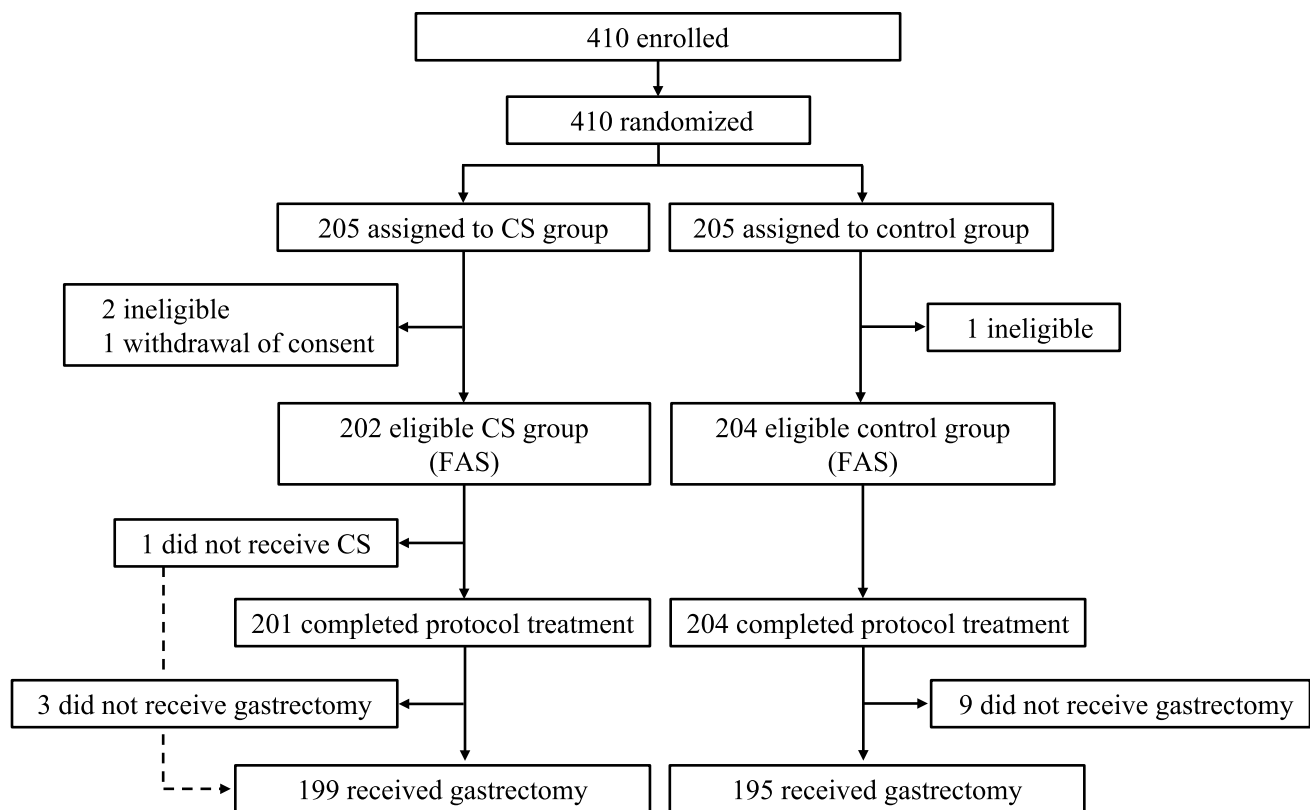 410 enrolled
410 randomized
205 assigned to CS group
205 assigned to control group
2 ineligible
1 withdrawal of consent
1 ineligible
202 eligible CS group
(FAS)
204 eligible control group
(FAS)
1 did not receive CS
201 completed protocol treatment
204 completed protocol treatment
3 did not receive gastrectomy
9 did not receive gastrectomy
199 received gastrectomy
195 received gastrectomy